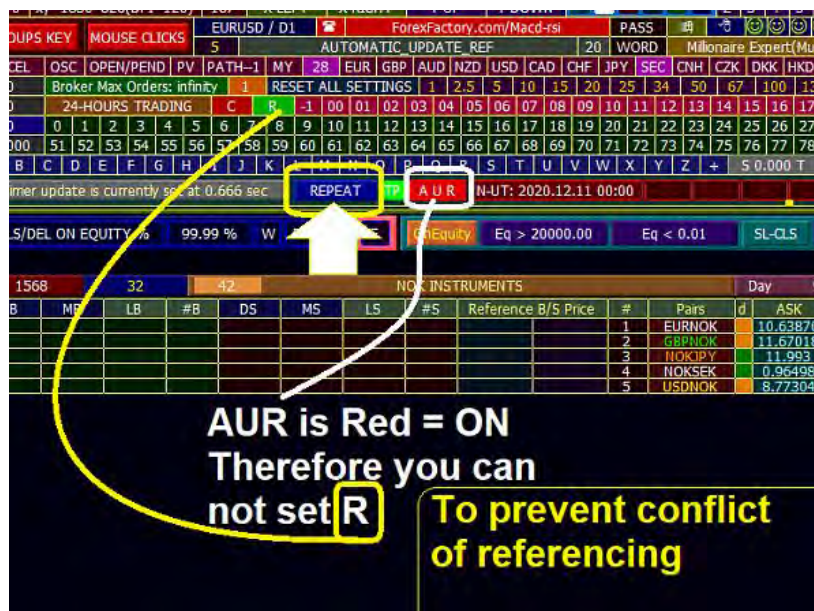 EURUSD / D1 ForexFactory.com/Macd-rsi PASS
OUPS KEY MOUSE CLICKS 5 AUTOMATIC_UPDATE_REF 20 WORD Millionaire Expert(Mu
CEL OSC OPEN/PEND PV PATH--1 MY 28 EUR GBP AUD NZD USD CAD CHF JPY SEC CNH CZK DKK HKD
Broker Max Orders: infinity RESET ALL SETTINGS 1 2.5 5 10 15 20 25 34 50 67 100
24-HOURS TRADING C R -1 00 01 02 03 04 05 06 07 08 09 10 11 12 13 14 15 16 17
0 1 2 3 4 5 6 7 8 9 10 11 12 13 14 15 16 17 18 19 20 21 22 23 24 25 26 27
000 51 52 53 54 55 56 57 58 59 60 61 62 63 64 65 66 67 68 69 70 71 72 73 74 75 76 77 78
B C D E F G H I J K L M N O P Q R S T U V W X Y Z + S 0.000 T
imer update is currently set at 0.666 sec REPEAT TP A U R N-UT: 2020.12.11 00:00
LS/DEL ON EQUITY % 99.99 % W OnEquity Eq > 20000.00 Eq < 0.01 SL-CLS
1568 32 42 NOK INSTRUMENTS Day
B MB LB #B DS MS LS #S Reference B/S Price # Pairs d ASK
1 EURNOK 10.63876
2 GBPNOK 11.67018
3 NOKJPY 11.993
4 NOKSEK 0.96498
5 USDNOK 8.77304
AUR is Red = ON
Therefore you can
not set R
To prevent conflict
of referencing